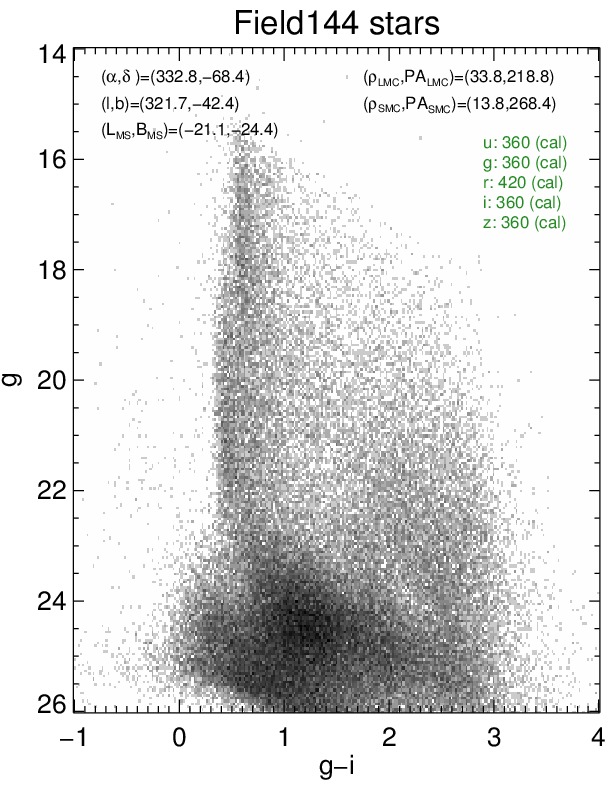 Field144 stars
(α,δ)=(332.8,−68.4)
(ρLMC,PALMC)=(33.8,218.8)
(l,b)=(321.7,−42.4)
(ρSMC,PASMC)=(13.8,268.4)
(LMS,BMS)=(−21.1,−24.4)
u: 360 (cal)
g: 360 (cal)
r: 420 (cal)
i: 360 (cal)
z: 360 (cal)
14
16
18
20
22
24
26
g
−1 0 1 2 3 4
g−i